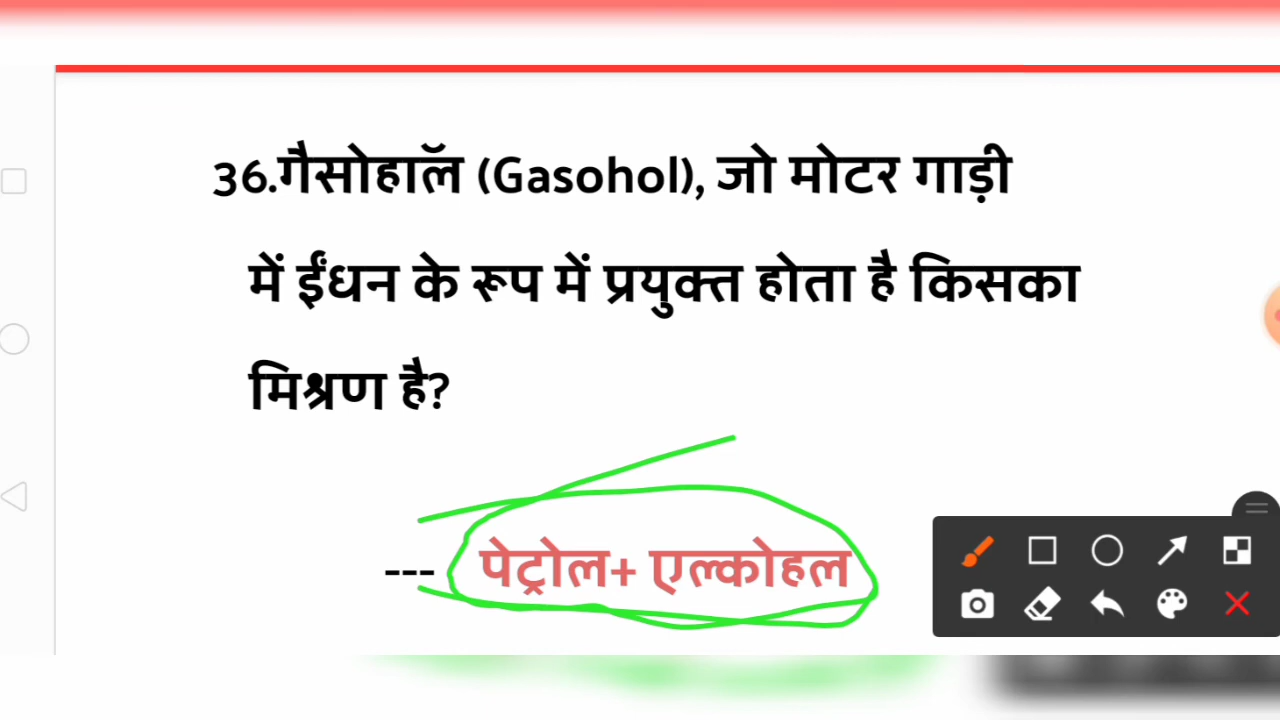 36.गैसोहाॅल (Gasohol), जो मोटर गाड़ी
में ईंधन के रूप में प्रयुक्त होता है किसका
मिश्रण है?
--- पेट्रोल+ एल्कोहल